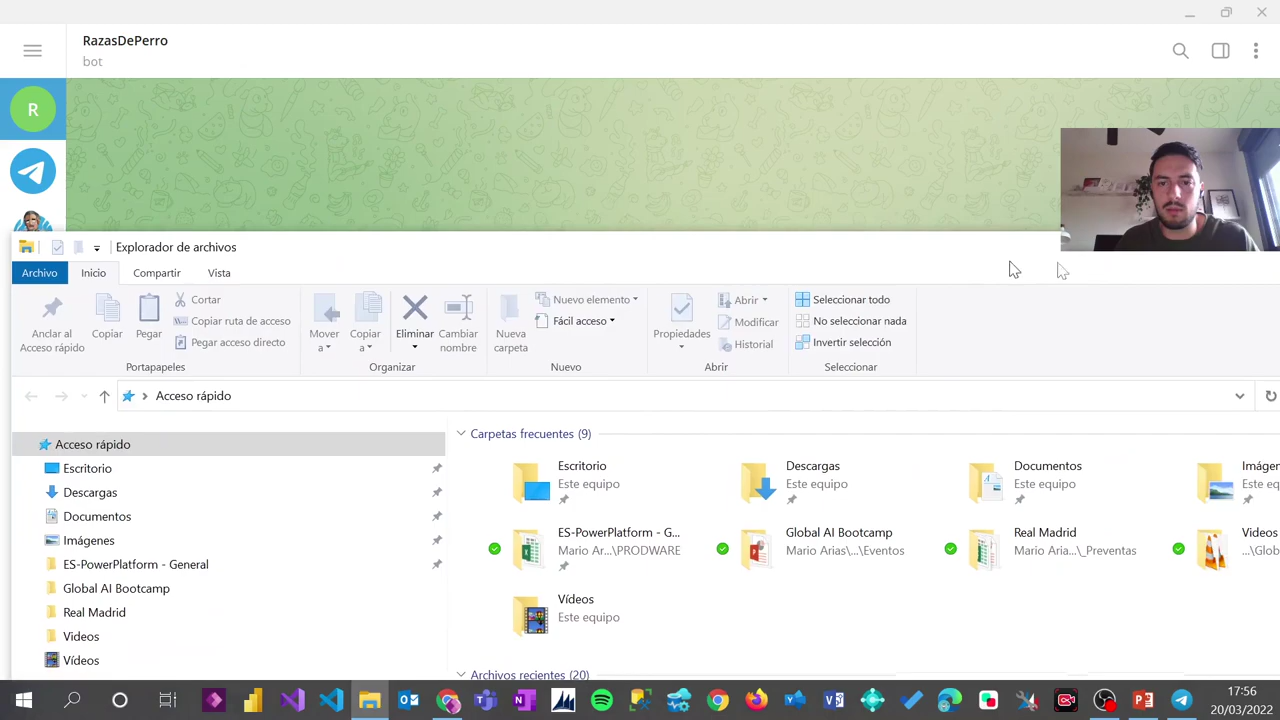 RazasDePerro
bot
R
Explorador de archivos
Archivo
Inicio
Compartir
Vista
Anclar al
Acceso rápido
Copiar
Pegar
Cortar
Copiar ruta de acceso
Pegar acceso directo
Portapapeles
Mover
a
Copiar
a
Eliminar
Cambiar
nombre
Organizar
Nueva
carpeta
Nuevo elemento
Fácil acceso
Nuevo
Propiedades
Abrir
Modificar
Historial
Abrir
Seleccionar todo
No seleccionar nada
Invertir selección
Seleccionar
Acceso rápido
Acceso rápido
Escritorio
Descargas
Documentos
Imágenes
ES-PowerPlatform - General
Global AI Bootcamp
Real Madrid
Videos
Vídeos
Carpetas frecuentes (9)
Escritorio
Este equipo
Descargas
Este equipo
Documentos
Este equipo
Imágen
Este eq
ES-PowerPlatform - G...
Mario Ar...\PRODWARE
Global AI Bootcamp
Mario Arias\...\Eventos
Real Madrid
Mario Aria...\_Preventas
Videos
...\Glob
Vídeos
Este equipo
Archivos recientes (20)
17:56
20/03/2022